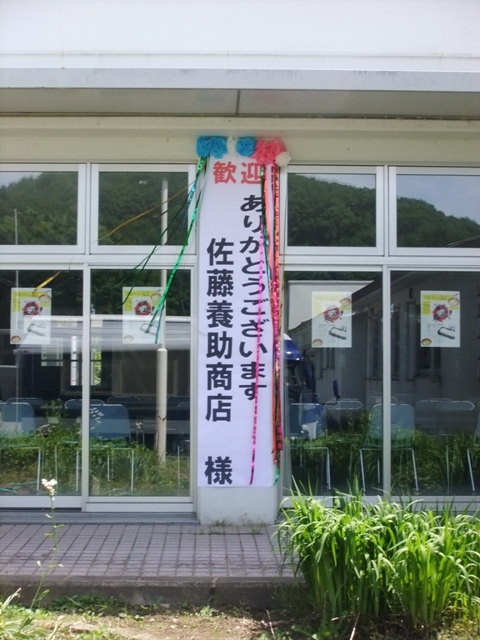 歓迎
ありがとうございます
佐藤養助商店 様